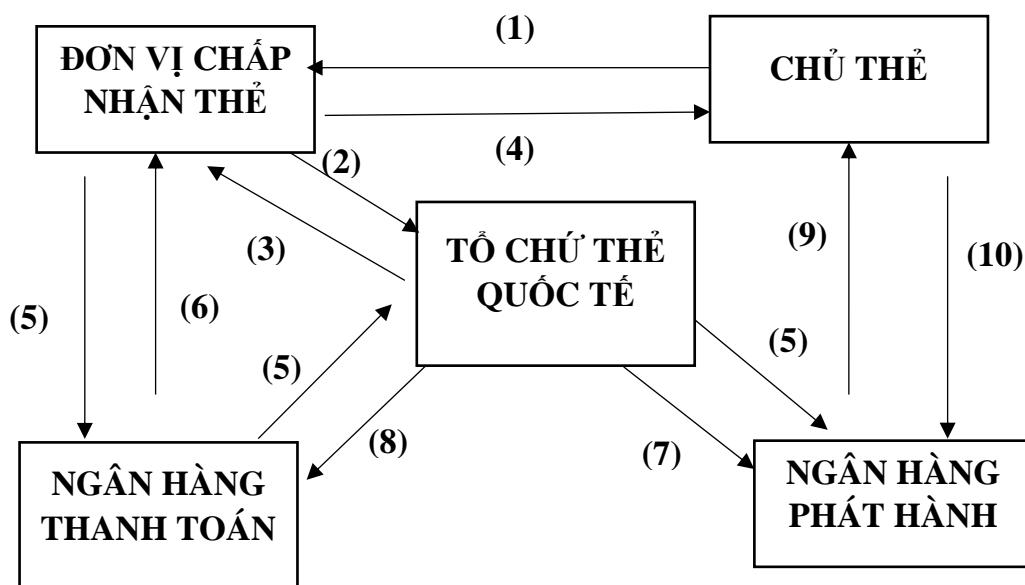 (1)
ĐƠN VỊ CHẤP
NHẬN THẺ
CHỦ THẺ
(4)
(2)
(3)
TỔ CHỨ THẺ
QUỐC TẾ
(9)
(10)
(5)
(6)
(5)
(5)
(8)
(7)
NGÂN HÀNG
THANH TOÁN
NGÂN HÀNG
PHÁT HÀNH